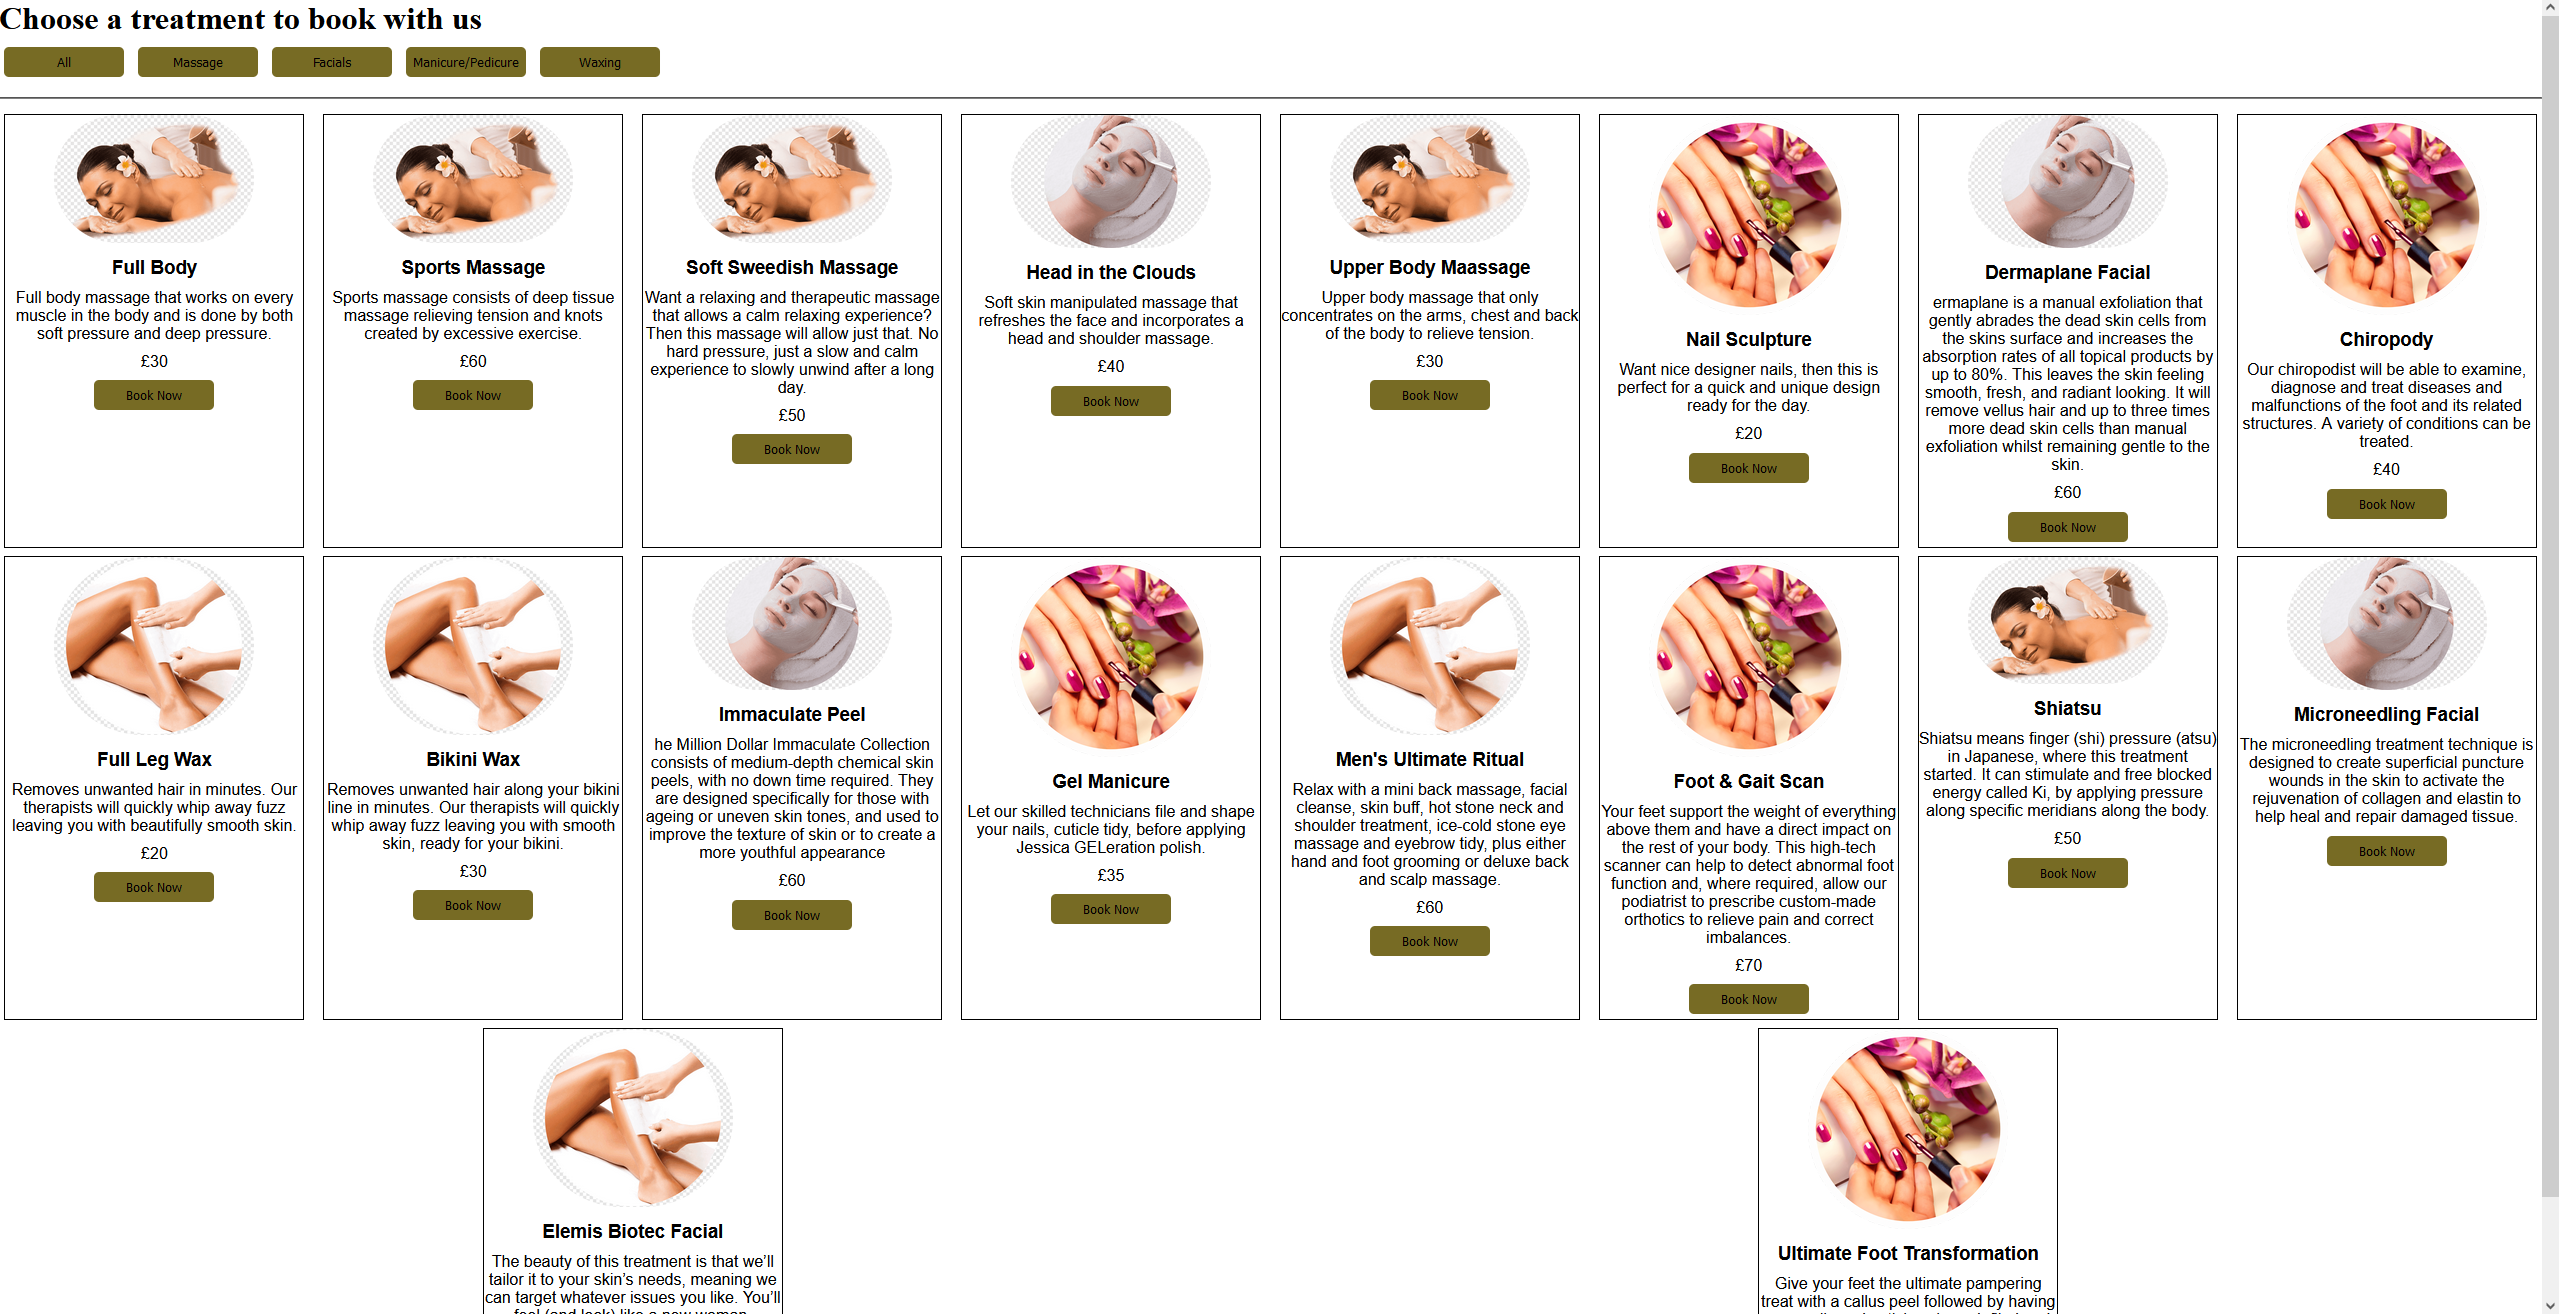 Choose a treatment to book with us
All
Massage
Facials
Manicure/Pedicure
Waxing
Full Body
Full body massage that works on every
muscle in the body and is done by both
soft pressure and deep pressure.
£30
Book Now
Sports Massage
Sports massage consists of deep tissue
massage relieving tension and knots
created by excessive exercise.
£60
Book Now
Soft Sweedish Massage
Want a relaxing and therapeutic massage
that allows a calm relaxing experience?
Then this massage will allow just that. No
hard pressure, just a slow and calm
experience to slowly unwind after a long
day.
£50
Book Now
Head in the Clouds
Soft skin manipulated massage that
refreshes the face and incorporates a
head and shoulder massage.
£40
Book Now
Upper Body Maassage
Upper body massage that only
concentrates on the arms, chest and back
of the body to relieve tension.
£30
Book Now
Nail Sculpture
Want nice designer nails, then this is
perfect for a quick and unique design
ready for the day.
£20
Book Now
Dermaplane Facial
ermaplane is a manual exfoliation that
gently abrades the dead skin cells from
the skins surface and increases the
absorption rates of all topical products by
up to 80%. This leaves the skin feeling
smooth, fresh, and radiant looking. It will
remove vellus hair and up to three times
more dead skin cells than manual
exfoliation whilst remaining gentle to the
skin.
£60
Book Now
Chiropody
Our chiropodist will be able to examine,
diagnose and treat diseases and
malfunctions of the foot and its related
structures. A variety of conditions can be
treated.
£40
Book Now
Full Leg Wax
Removes unwanted hair in minutes. Our
therapists will quickly whip away fuzz
leaving you with beautifully smooth skin.
£20
Book Now
Bikini Wax
Removes unwanted hair along your bikini
line in minutes. Our therapists will quickly
whip away fuzz leaving you with smooth
skin, ready for your bikini.
£30
Book Now
Immaculate Peel
he Million Dollar Immaculate Collection
consists of medium-depth chemical skin
peels, with no down time required. They
are designed specifically for those with
ageing or uneven skin tones, and used to
improve the texture of skin or to create a
more youthful appearance
£60
Book Now
Gel Manicure
Let our skilled technicians file and shape
your nails, cuticle tidy, before applying
Jessica GELeration polish.
£35
Book Now
Men's Ultimate Ritual
Relax with a mini back massage, facial
cleanse, skin buff, hot stone neck and
shoulder treatment, ice-cold stone eye
massage and eyebrow tidy, plus either
hand and foot grooming or deluxe back
and scalp massage.
£60
Book Now
Foot & Gait Scan
Your feet support the weight of everything
above them and have a direct impact on
the rest of your body. This high-tech
scanner can help to detect abnormal foot
function and, where required, allow our
podiatrist to prescribe custom-made
orthotics to relieve pain and correct
imbalances.
£70
Book Now
Shiatsu
Shiatsu means finger (shi) pressure (atsu)
in Japanese, where this treatment
started. It can stimulate and free blocked
energy called Ki, by applying pressure
along specific meridians along the body.
£50
Book Now
Microneedling Facial
The microneedling treatment technique is
designed to create superficial puncture
wounds in the skin to activate the
rejuvenation of collagen and elastin to
help heal and repair damaged tissue.
Book Now
Elemis Biotec Facial
The beauty of this treatment is that we’ll
tailor it to your skin’s needs, meaning we
can target whatever issues you like. You’ll
feel (and look) like a new woman
Ultimate Foot Transformation
Give your feet the ultimate pampering
treat with a callus peel followed by having